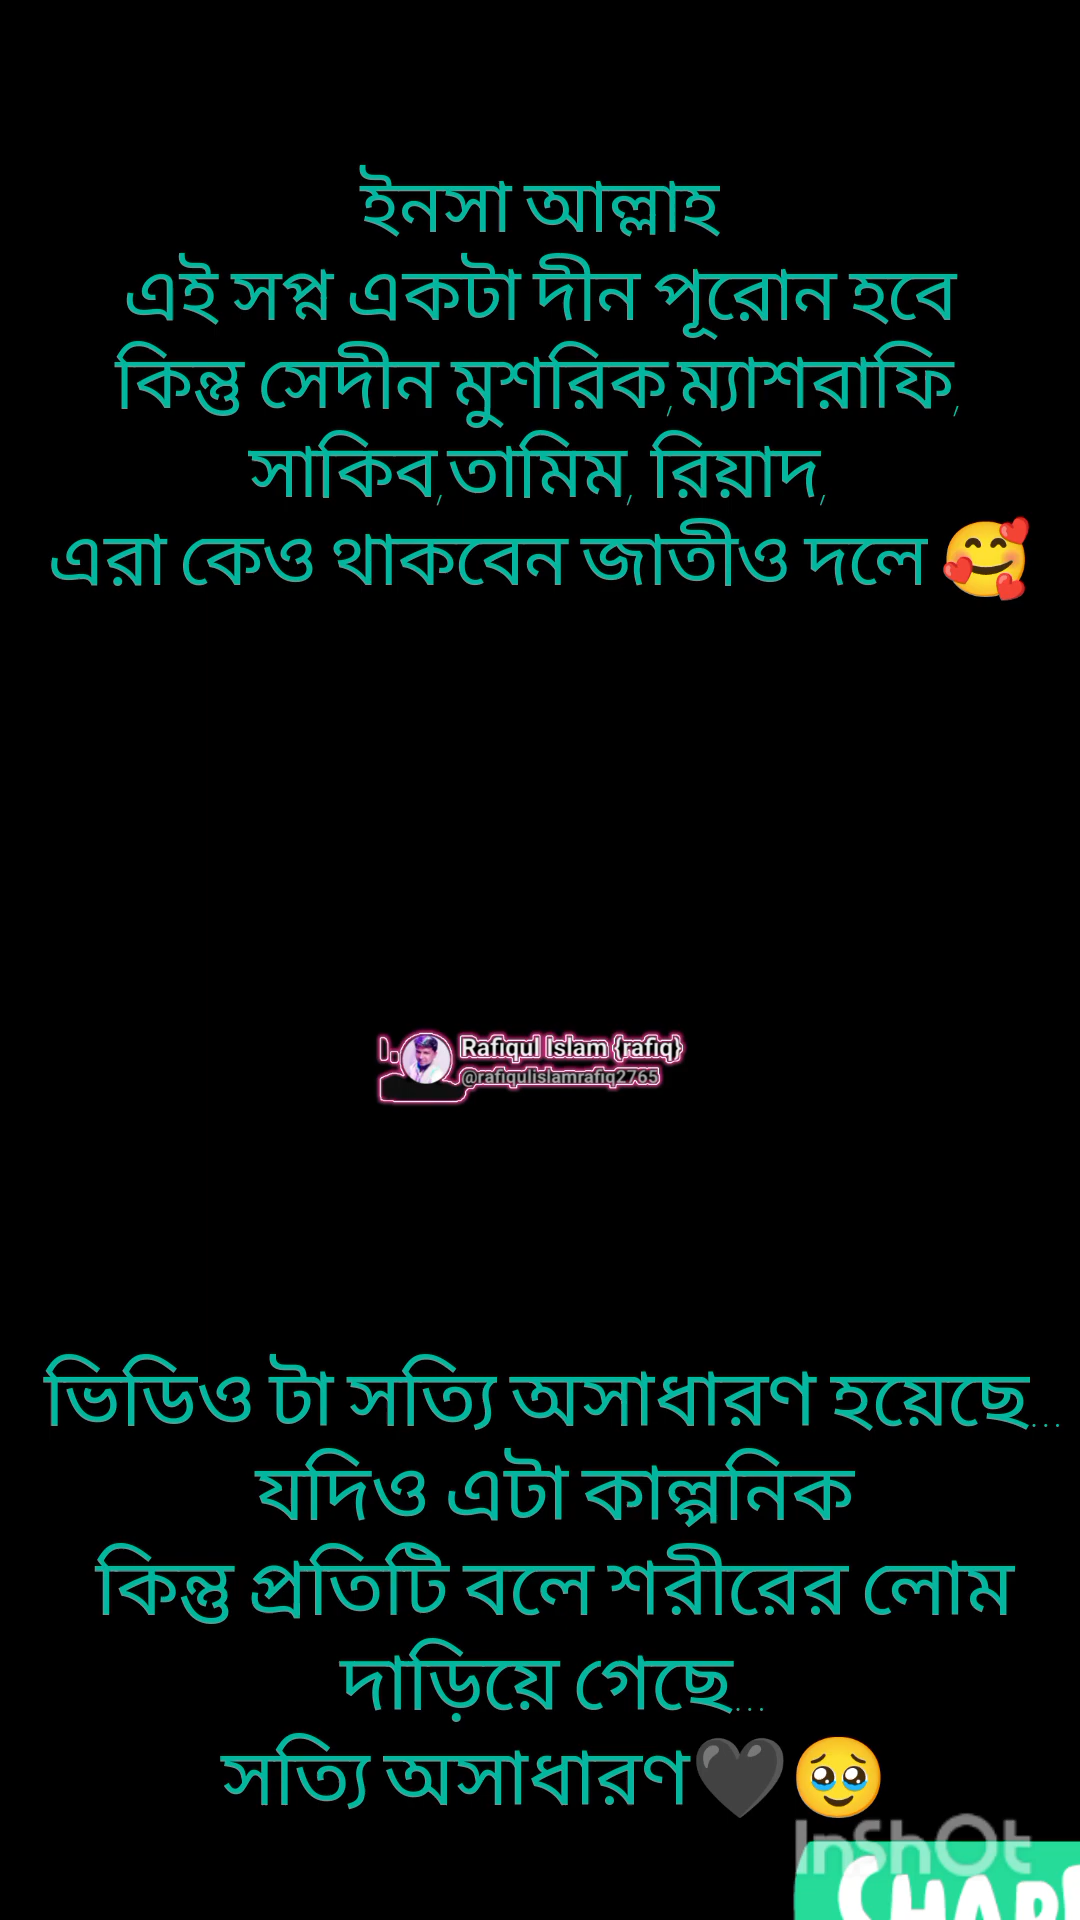 ইনসা আল্লাহ
এই সপ্ন একটা দীন পূরোন হবে
কিন্তু সেদীন মুশরিক,ম্যাশরাফি,
সাকিব,তামিম, রিয়াদ,
এরা কেও থাকবেন জাতীও দলে 🥰
Rafiqul Islam {rafiq}
@rafiqulislamrafiq2765
ভিডিও টা সত্যি অসাধারণ হয়েছে...
যদিও এটা কাল্পনিক
কিন্তু প্রতিটি বলে শরীরের লোম
দাড়িয়ে গেছে...
সত্যি অসাধারণ🖤🥹
InShOt